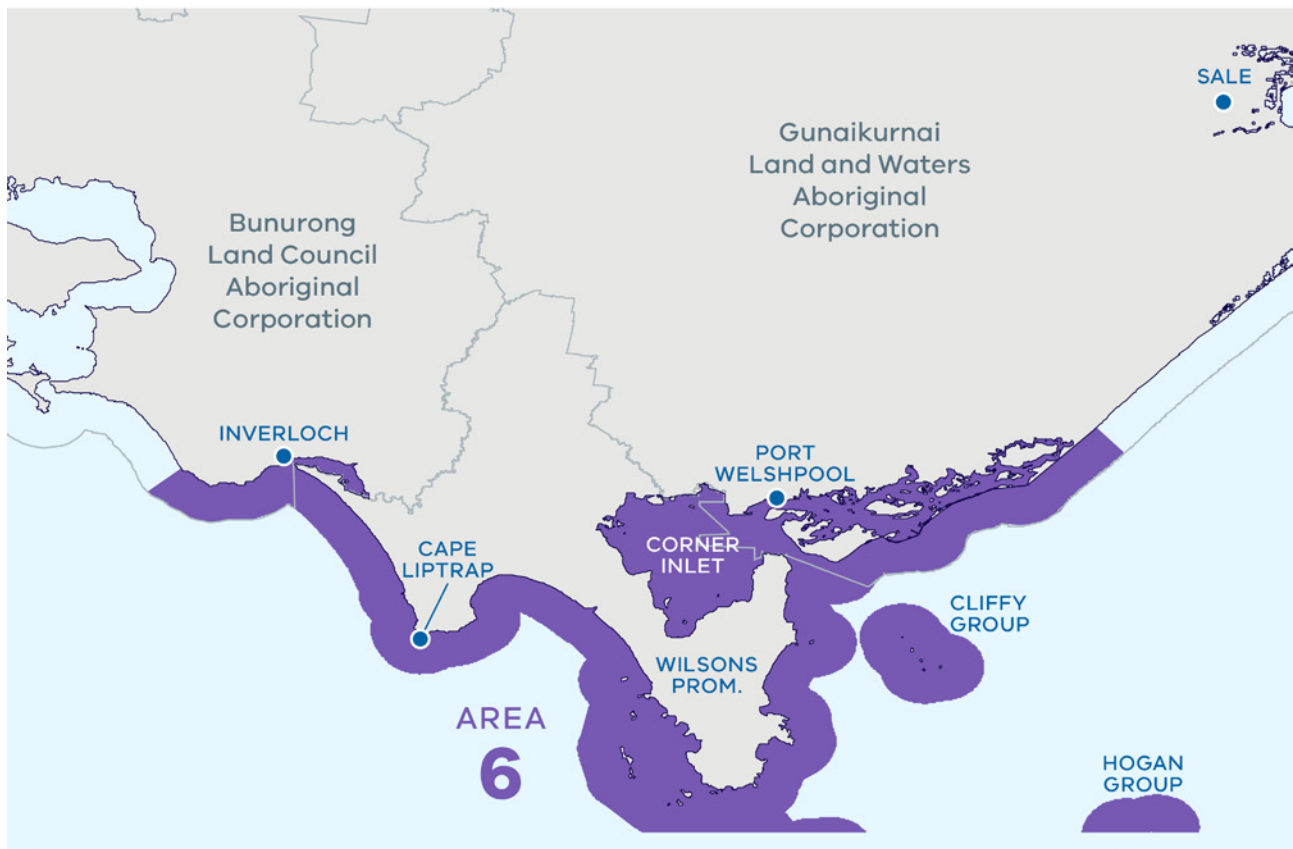 SALE
Gunaikurnai
Land and Waters
Aboriginal
Corporation
Bunurong
Land Council
Aboriginal
Corporation
INVERLOCH
PORT
WELSHPOOL
CORNER
INLET
CAPE
LIPTRAP
CLIFFY
GROUP
WILSONS
PROM.
AREA
6
HOGAN
GROUP